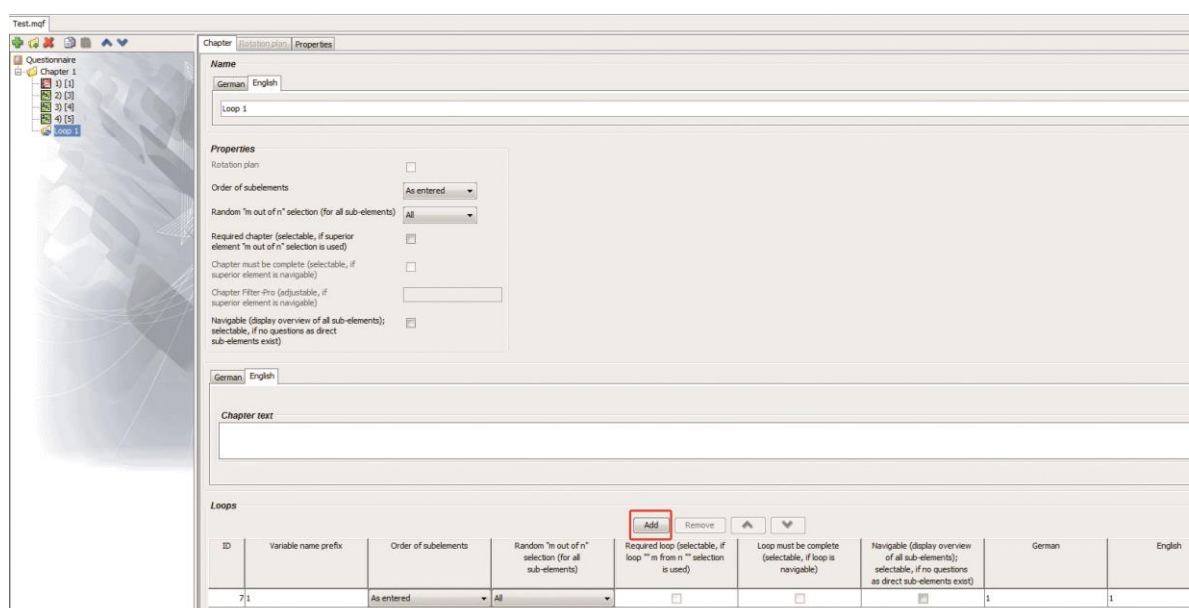 Test.mqf
Questionnaire
Chapter 1
1) [1]
2) [3]
3) [4]
4) [5]
Loop 1
Chapter Rotation plan Properties
Name
German English
Loop 1
Properties
Rotation plan
Order of subelements As entered
Random "m out of n" selection (for all sub-elements) All
Required chapter (selectable, if superior
element "m out of n" selection is used)
Chapter must be complete (selectable, if
superior element is navigable)
Chapter Filter-Pro (adjustable, if
superior element is navigable)
Navigable (display overview of all sub-elements);
selectable, if no questions as direct
sub-elements exist)
German English
Chapter text
Loops
Add Remove
ID Variable name prefix Order of subelements Random "m out of n" selection (for all sub-elements) Required loop (selectable, if loop ""m from n "" selection is used) Loop must be complete (selectable, if loop is navigable) Navigable (display overview of all sub-elements); selectable, if no questions as direct sub-elements exist) German English
7 1 As entered All 1 1